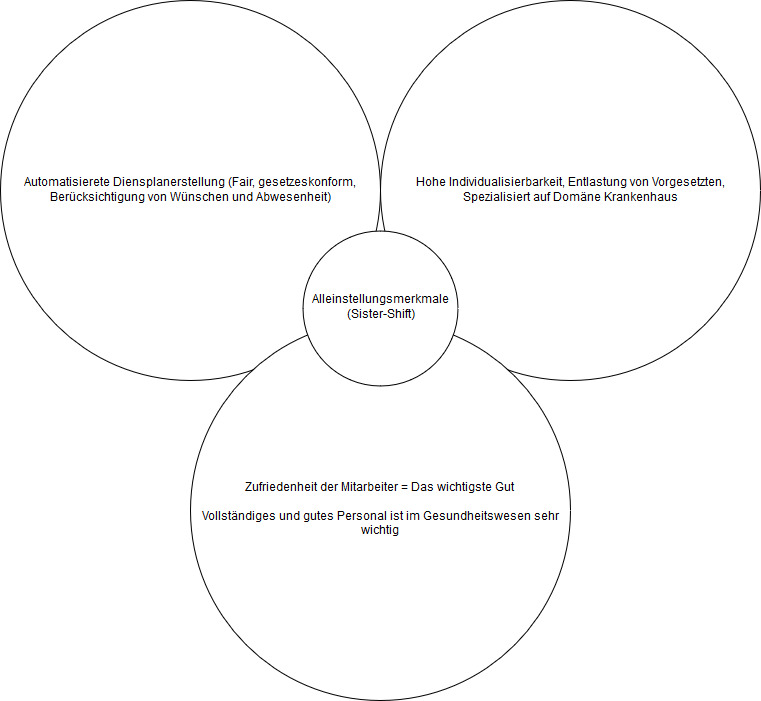 Automatisierete Diensplanerstellung (Fair, gesetzeskonform,
Berücksichtigung von Wünschen und Abwesenheit)
Hohe Individualisierbarkeit, Entlastung von Vorgesetzten,
Spezialisiert auf Domäne Krankenhaus
Alleinstellungsmerkmale
(Sister-Shift)
Zufriedenheit der Mitarbeiter = Das wichtigste Gut
Vollständiges und gutes Personal ist im Gesundheitswesen sehr
wichtig